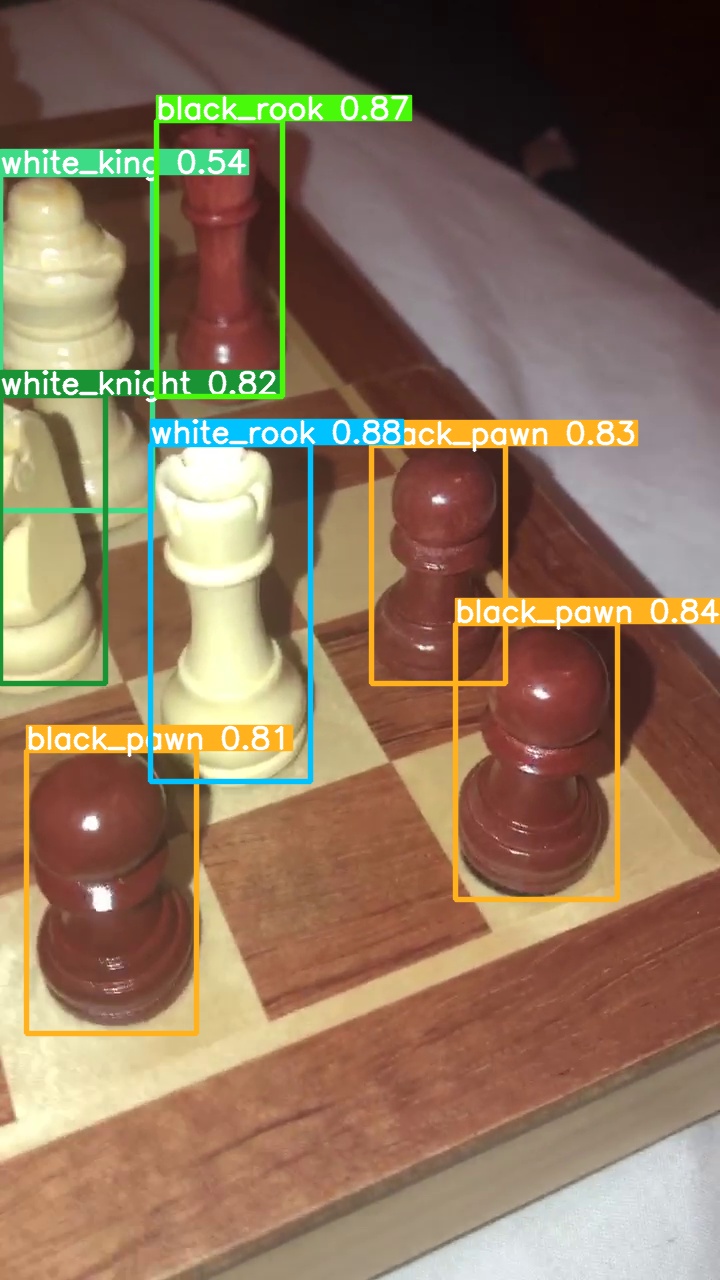 black_rook 0.87
white_king 0.54
white_knight 0.82
white_rook 0.88
ack_pawn 0.83
black_pawn 0.84
black_pawn 0.81